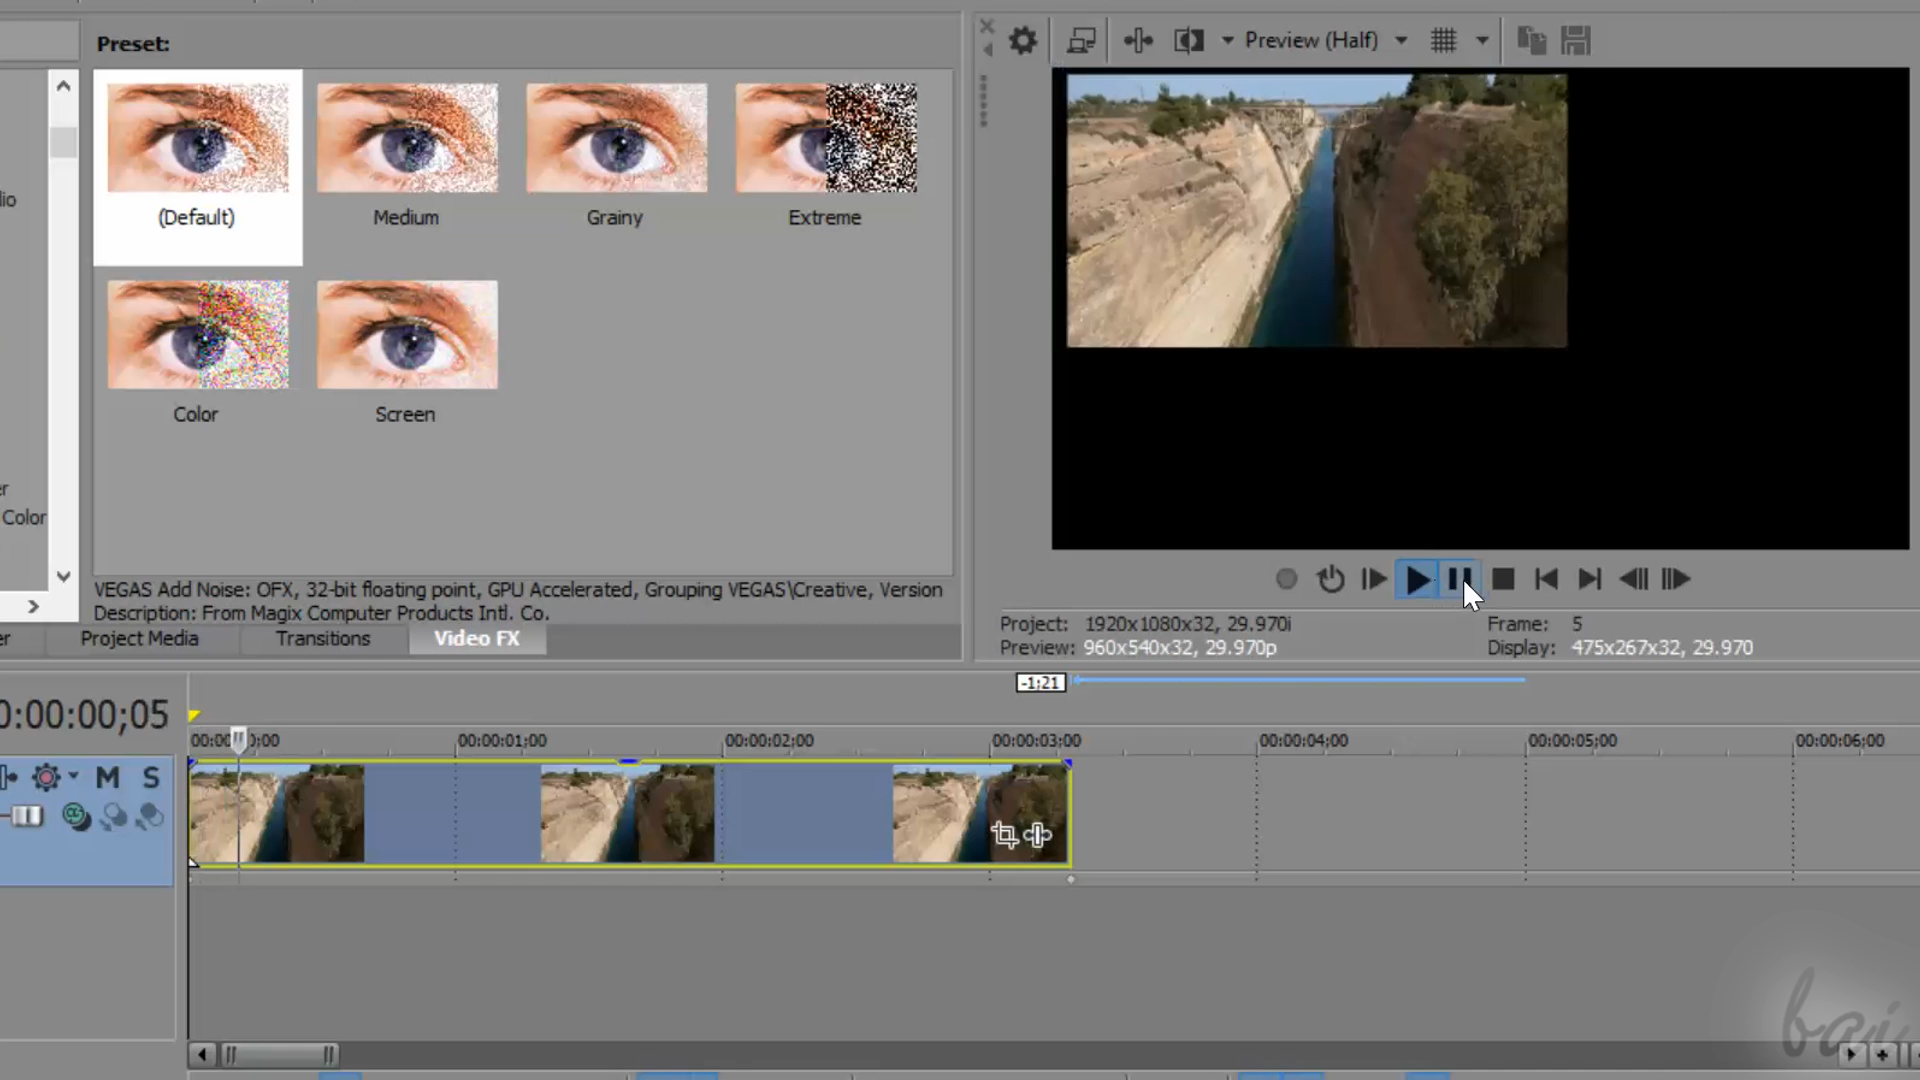 Preset:
Preview (Half)
(Default)
Medium
Grainy
Extreme
Color
Screen
lio
er
Color
VEGAS Add Noise: OFX, 32-bit floating point, GPU Accelerated, Grouping VEGAS\Creative, Version
Description: From Magix Computer Products Intl. Co.
er
Project Media
Transitions
Video FX
Project: 1920x1080x32, 29.970i
Frame: 5
Preview: 960x540x32, 29.970p
Display: 475x267x32, 29.970
-1;21
0:00:00;05
00:00:01;00
00:00:02;00
00:00:03;00
00:00:04;00
00:00:05;00
00:00:06;00
M S